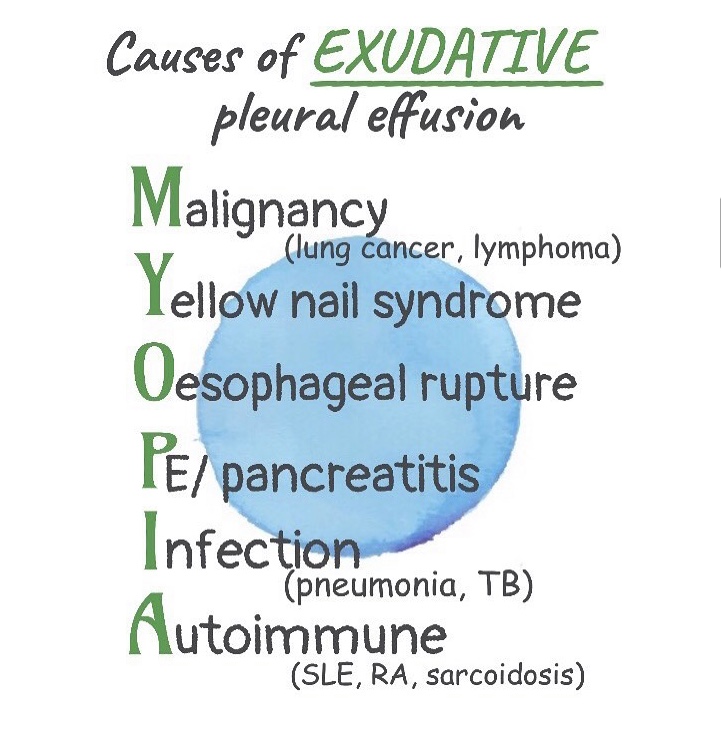 Causes of EXUDATIVE
pleural effusion
Malignancy
(lung cancer, lymphoma)
Yellow nail syndrome
Oesophageal rupture
PE/ pancreatitis
Infection
(pneumonia, TB)
Autoimmune
(SLE, RA, sarcoidosis)